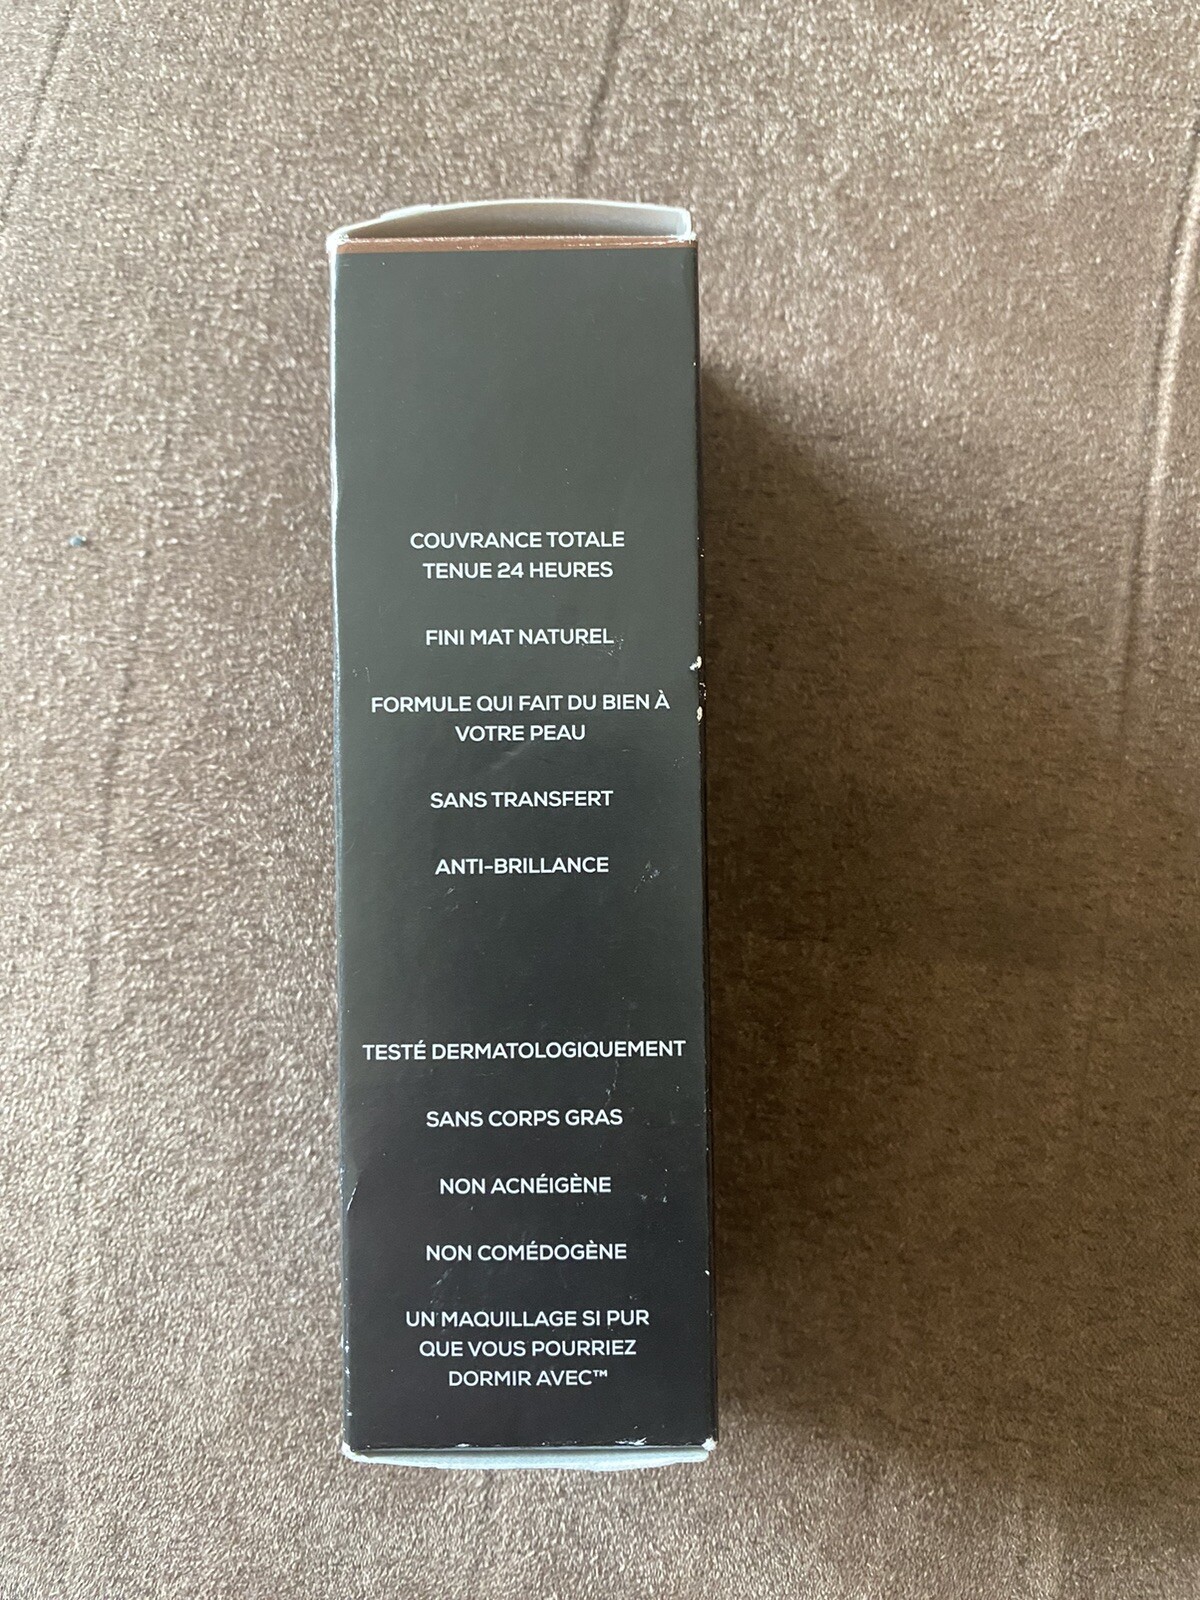 COUVRANCE TOTALE
TENUE 24 HEURES
FINI MAT NATUREL
FORMULE QUI FAIT DU BIEN À
VOTRE PEAU
SANS TRANSFERT
ANTI-BRILLANCE
TESTÉ DERMATOLOGIQUEMENT
SANS CORPS GRAS
NON ACNÉIGÈNE
NON COMÉDOGÈNE
UN MAQUILLAGE SI PUR
QUE VOUS POURRIEZ
DORMIR AVEC™